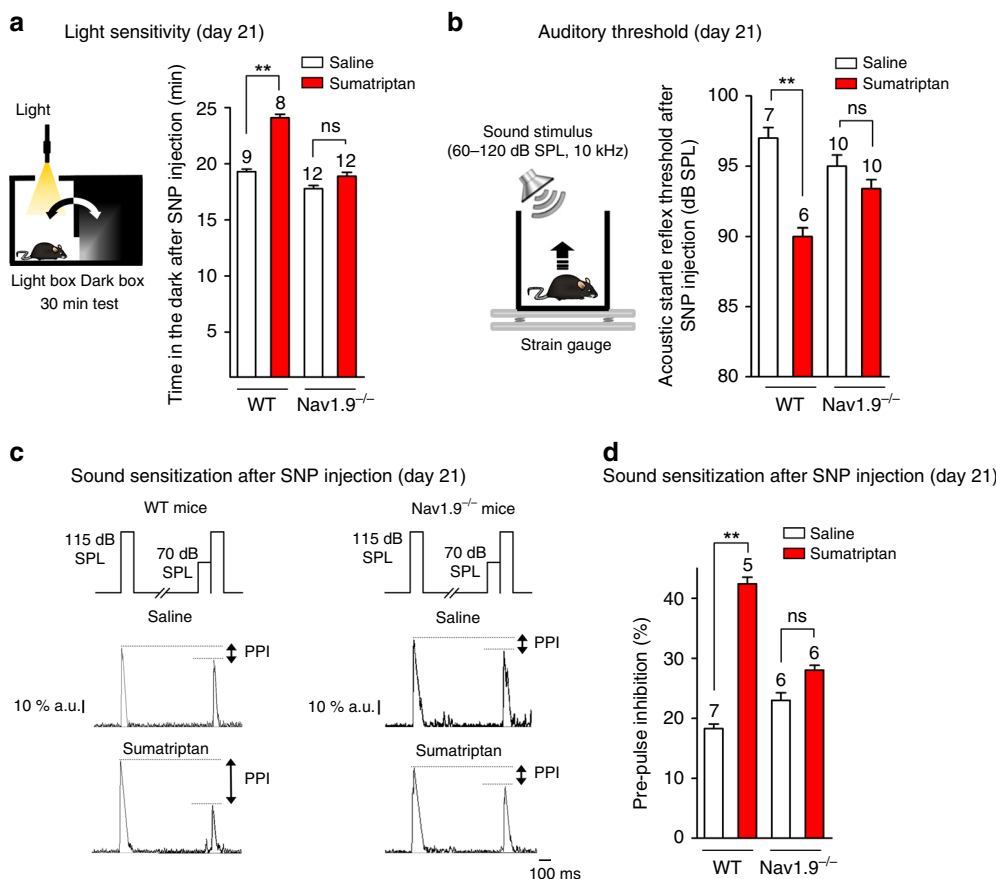 a
Light sensitivity (day 21)
Light
Light box Dark box
30 min test
Time in the dark after SNP injection (min)
Saline
Sumatriptan
**
ns
25
20
15
10
5
9
8
12
12
WT
Nav1.9–/–
b
Auditory threshold (day 21)
Sound stimulus
(60–120 dB SPL, 10 kHz)
Strain gauge
Acoustic startle reflex threshold after
SNP injection (dB SPL)
Saline
Sumatriptan
**
ns
100
95
90
85
80
7
6
10
10
WT
Nav1.9–/–
c
Sound sensitization after SNP injection (day 21)
WT mice
115 dB
SPL
70 dB
SPL
Saline
PPI
10 % a.u.
Sumatriptan
PPI
Nav1.9–/– mice
115 dB
SPL
70 dB
SPL
Saline
PPI
10 % a.u.
Sumatriptan
PPI
100 ms
d
Sound sensitization after SNP injection (day 21)
Saline
Sumatriptan
Pre-pulse inhibition (%)
**
ns
40
30
20
10
0
7
5
6
6
WT
Nav1.9–/–